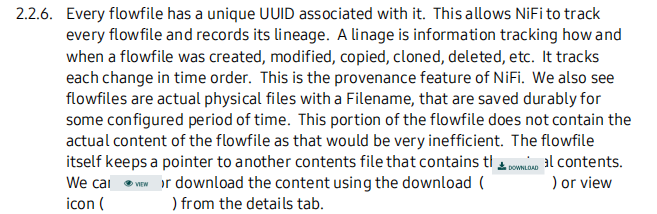 2.2.6. Every flowfile has a unique UUID associated with it. This allows NiFi to track
every flowfile and records its lineage. A linage is information tracking how and
when a flowfile was created, modified, copied, cloned, deleted, etc. It tracks
each change in time order. This is the provenance feature of NiFi. We also see
flowfiles are actual physical files with a Filename, that are saved durably for
some configured period of time. This portion of the flowfile does not contain the
actual content of the flowfile as that would be very inefficient. The flowfile
itself keeps a pointer to another contents file that contains DOWNLOAD contents.
We VIEW download the content using the download ( ) or view
icon ( ) from the details tab.